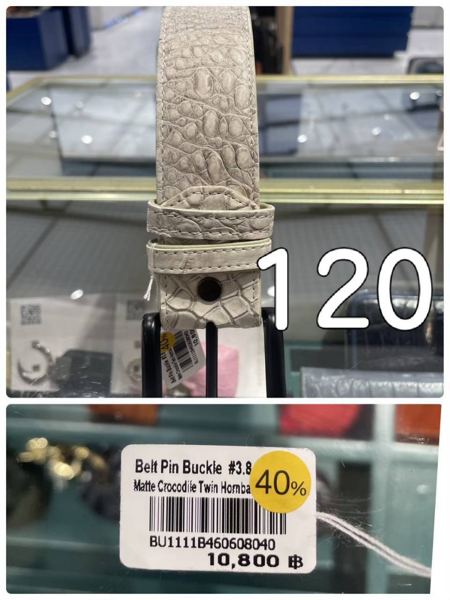 120
Belt Pin Buckle #3.8
Matte Crocodile Twin Hornba
40%
BU1111B460608040
10,800 ฿